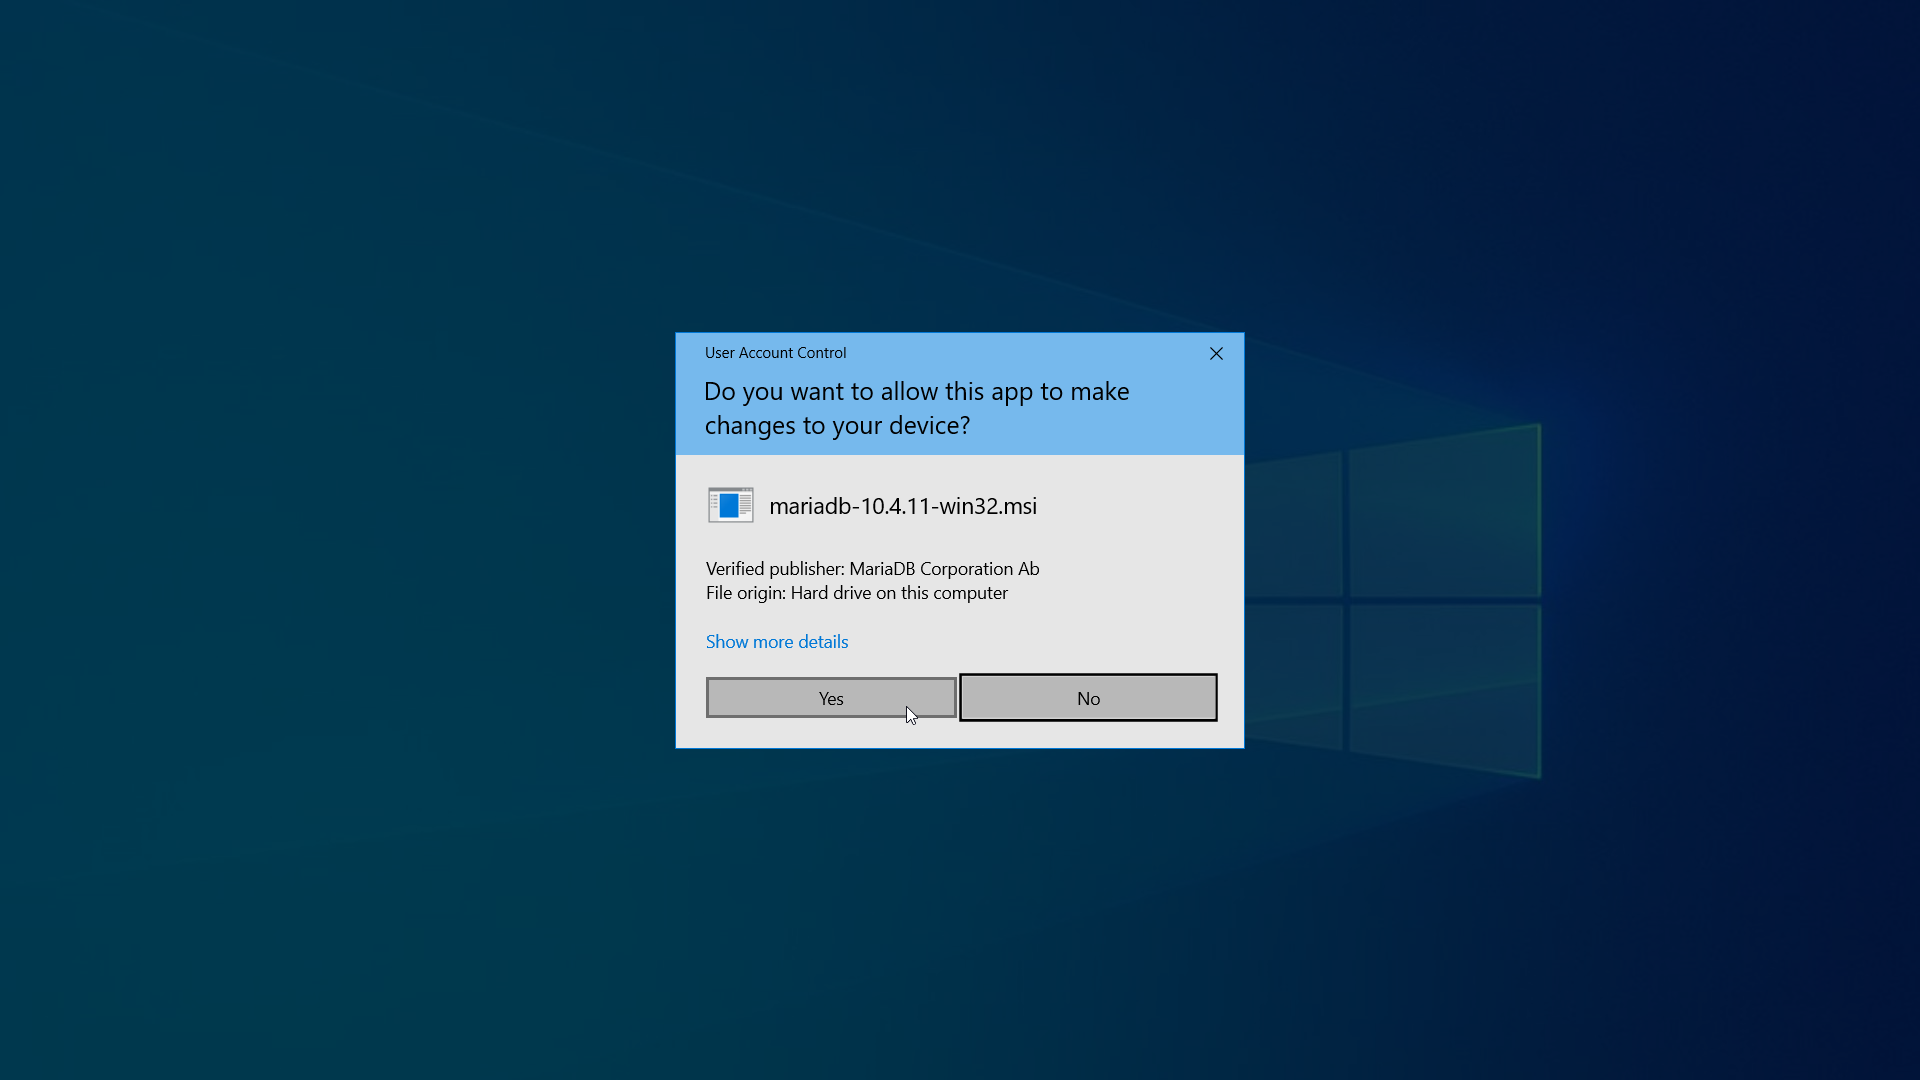 User Account Control
Do you want to allow this app to make
changes to your device?
mariadb-10.4.11-win32.msi
Verified publisher: MariaDB Corporation Ab
File origin: Hard drive on this computer
Show more details
Yes
No